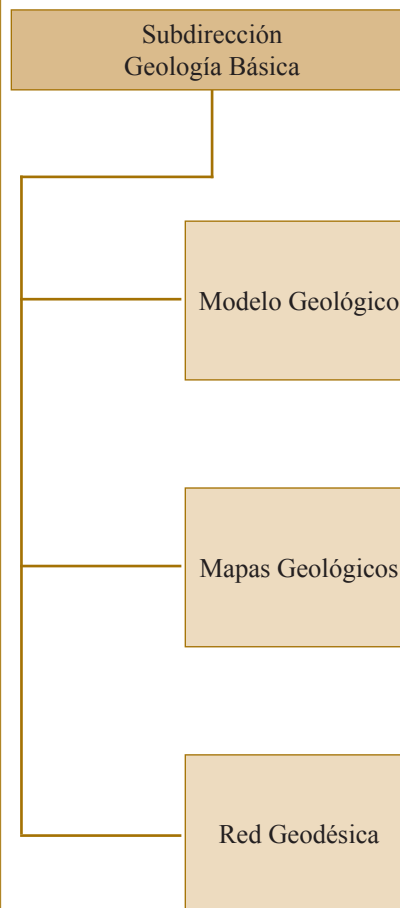 Subdirección
Geología Básica
Modelo Geológico
Mapas Geológicos
Red Geodésica